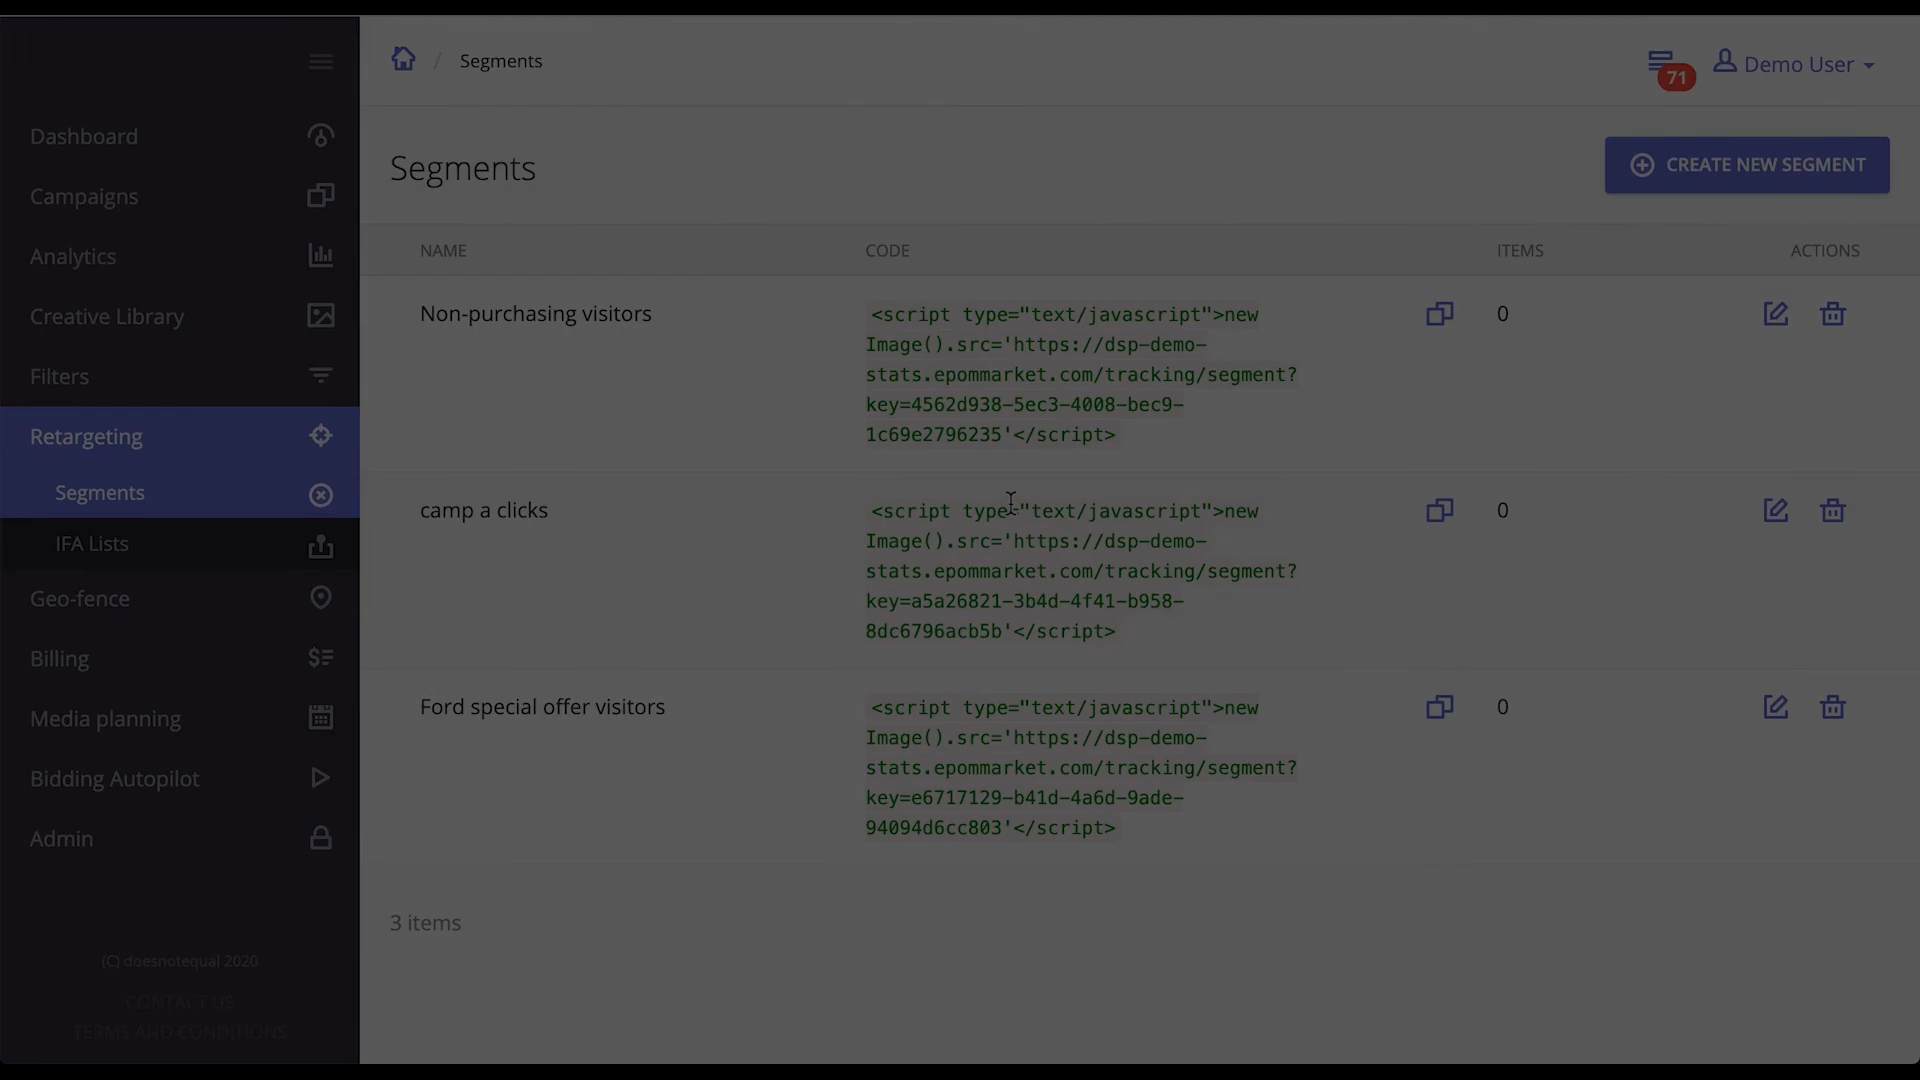 Segments
71
Demo User
Dashboard
Campaigns
Analytics
Creative Library
Filters
Retargeting
Segments
IFA Lists
Geo-fence
Billing
Media planning
Bidding Autopilot
Admin
(C) doesnotequal 2020
CONTACT US
TERMS AND CONDITIONS
Segments
CREATE NEW SEGMENT
NAME CODE ITEMS ACTIONS
Non-purchasing visitors
<script type="text/javascript">new
Image().src='https://dsp-demo-
stats.epommarket.com/tracking/segment?
key=4562d938-5ec3-4008-bec9-
1c69e2796235'</script>
0
camp a clicks
<script type="text/javascript">new
Image().src='https://dsp-demo-
stats.epommarket.com/tracking/segment?
key=a5a26821-3b4d-4f41-b958-
8dc6796acb5b'</script>
0
Ford special offer visitors
<script type="text/javascript">new
Image().src='https://dsp-demo-
stats.epommarket.com/tracking/segment?
key=e6717129-b41d-4a6d-9ade-
94094d6cc803'</script>
0
3 items